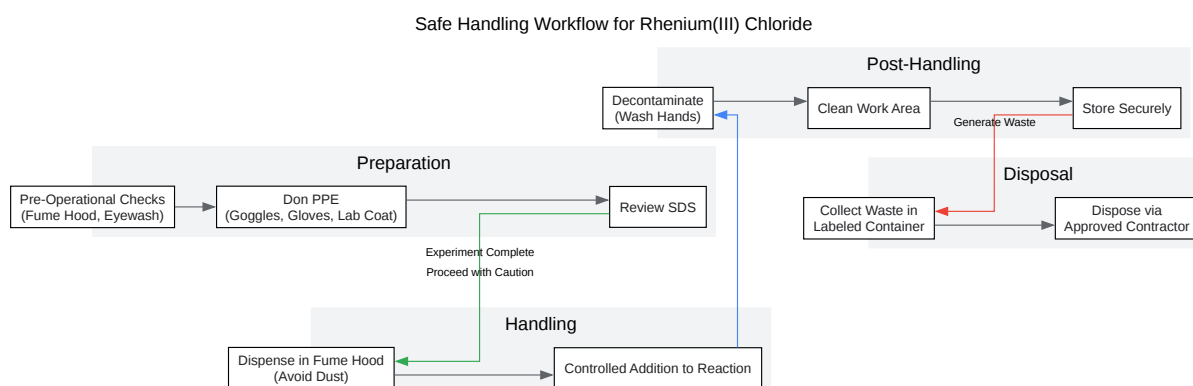 Safe Handling Workflow for Rhenium(III) Chloride
Post-Handling
Decontaminate
(Wash Hands)
Clean Work Area
Store Securely
Generate Waste
Preparation
Pre-Operational Checks
(Fume Hood, Eyewash)
Don PPE
(Goggles, Gloves, Lab Coat)
Review SDS
Disposal
Collect Waste in
Labeled Container
Dispose via
Approved Contractor
Experiment Complete
Proceed with Caution
Handling
Dispense in Fume Hood
(Avoid Dust)
Controlled Addition to Reaction